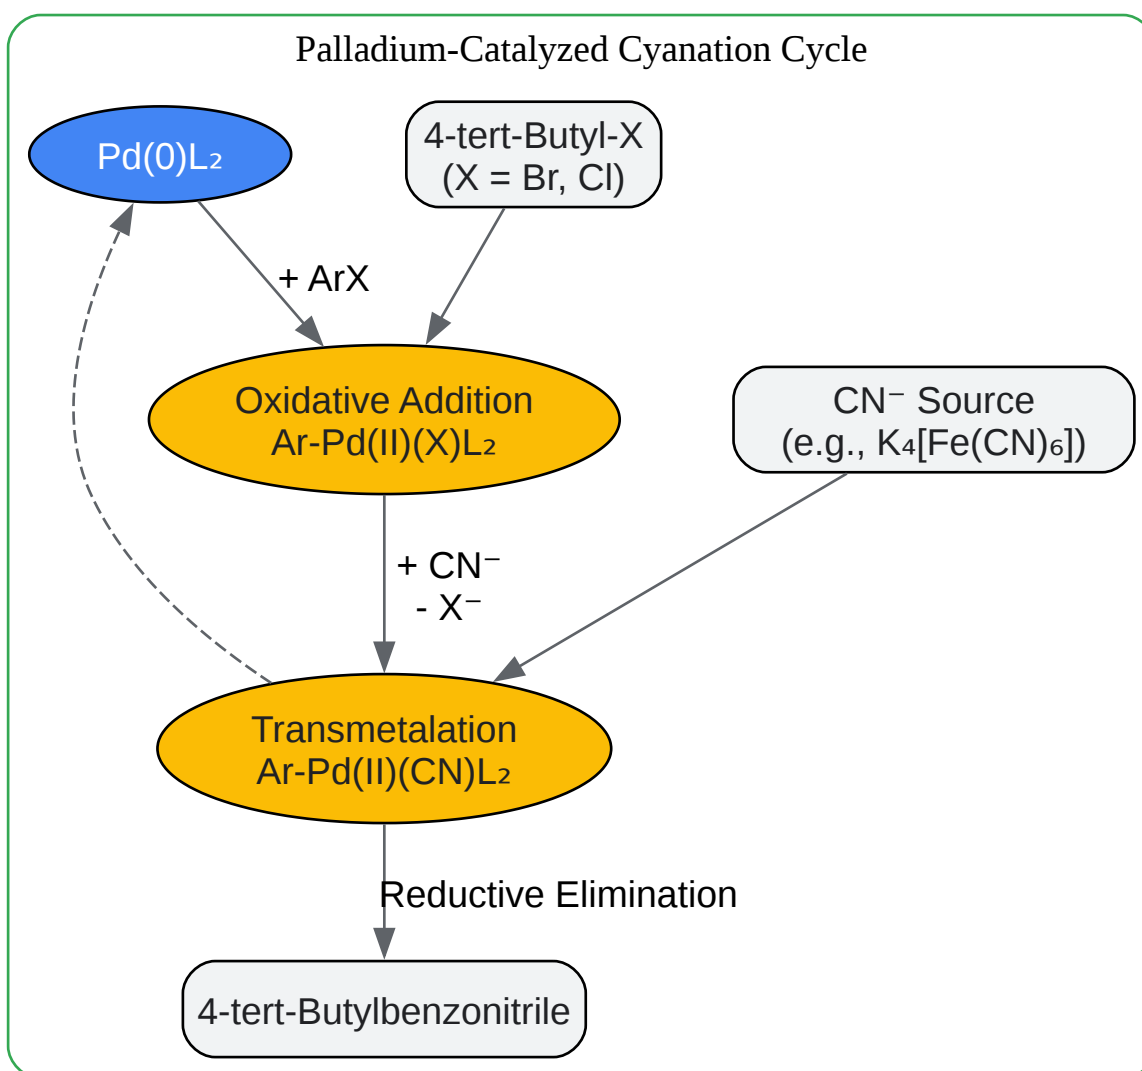 Palladium-Catalyzed Cyanation Cycle
Pd(0)L₂
4-tert-Butyl-X
(X = Br, Cl)
+ ArX
Oxidative Addition
Ar-Pd(II)(X)L₂
CN⁻ Source
(e.g., K₄[Fe(CN)₆])
+ CN⁻
- X⁻
Transmetalation
Ar-Pd(II)(CN)L₂
Reductive Elimination
4-tert-Butylbenzonitrile